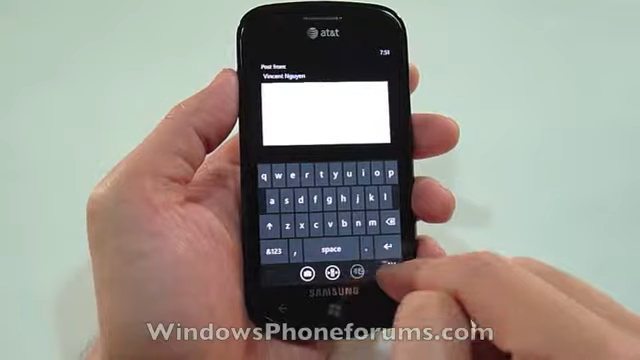 at&t
7:51
Post from:
Vincent Nguyen
q w e r t y u i o p
a s d f g h j k l
z x c v b n m
&123 , space .
SAMSUNG
WindowsPhoneforums.com